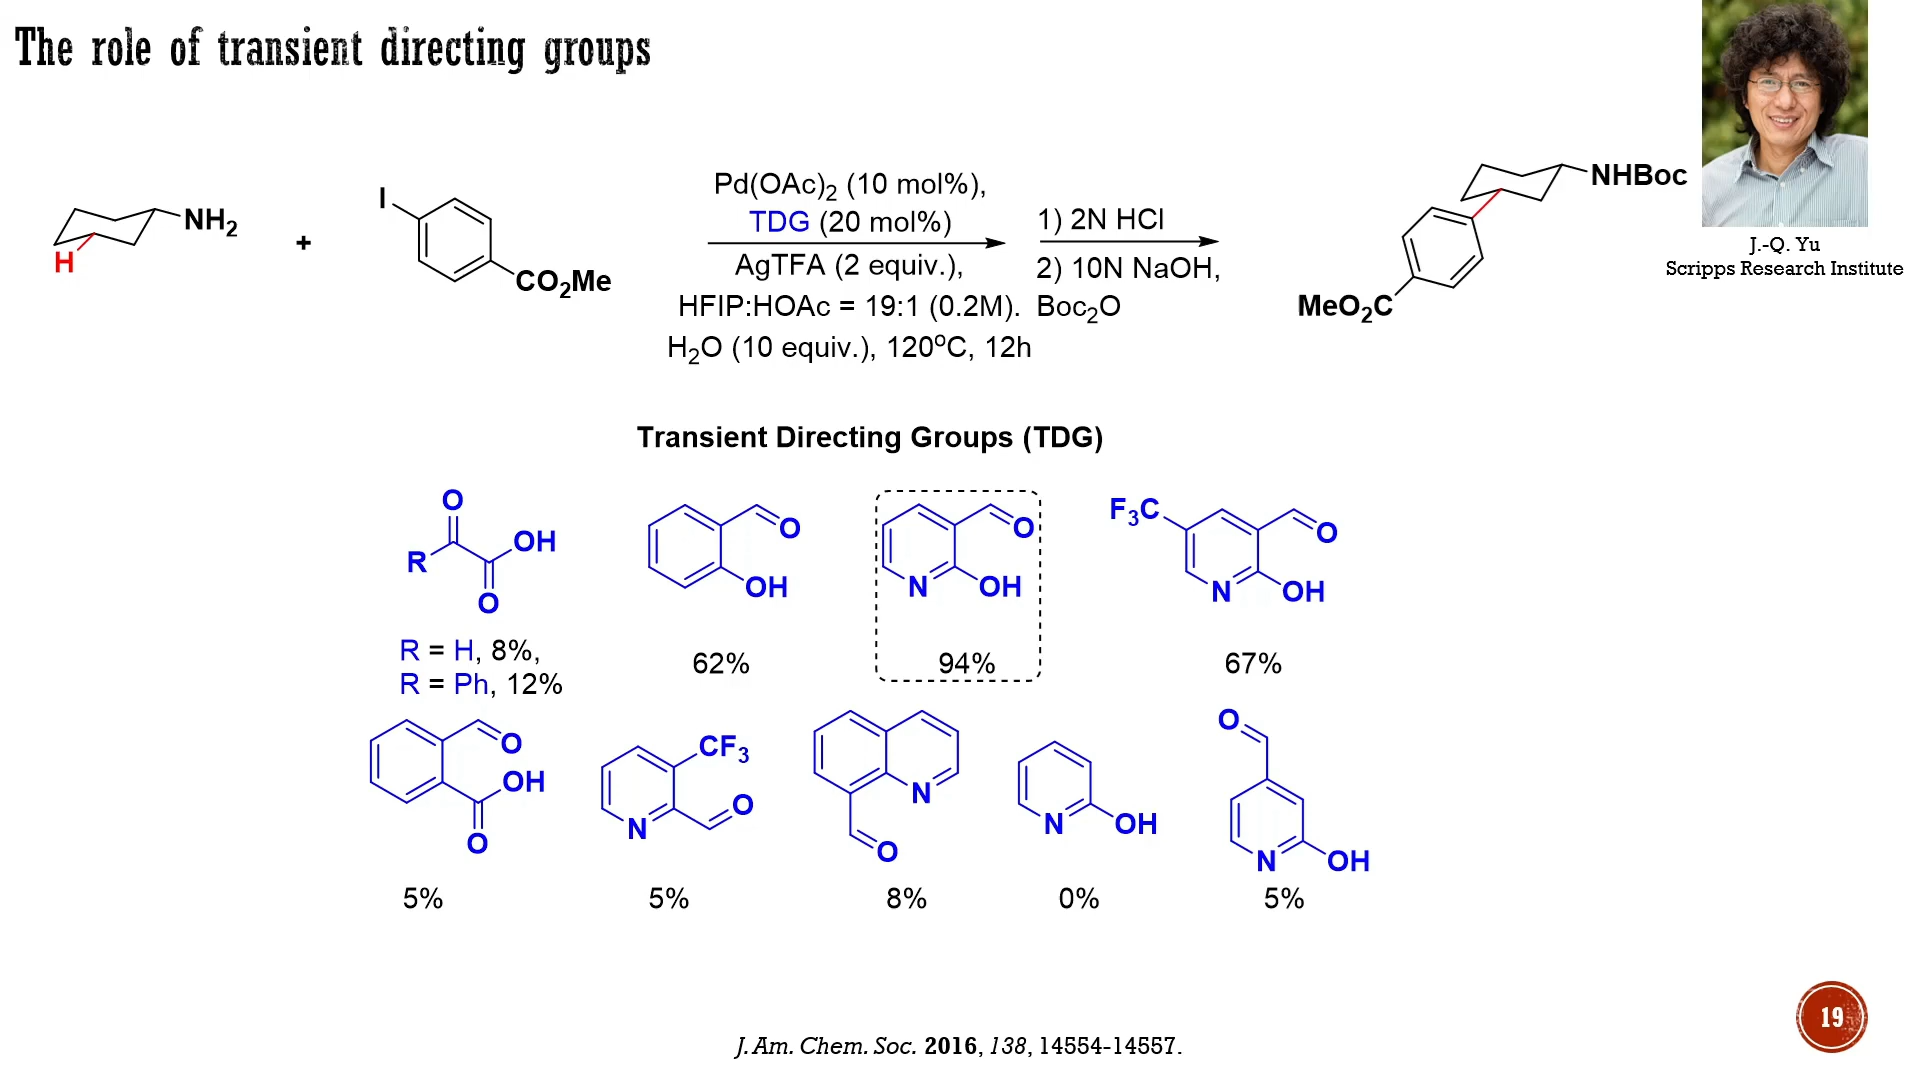 The role of transient directing groups
NH2
H
+
I
CO2Me
Pd(OAc)2 (10 mol%),
TDG (20 mol%)
AgTFA (2 equiv.),
HFIP:HOAc = 19:1 (0.2M).
H2O (10 equiv.), 120oC, 12h
1) 2N HCl
2) 10N NaOH,
Boc2O
NHBoc
MeO2C
J.-Q. Yu
Scripps Research Institute
Transient Directing Groups (TDG)
O
R
OH
O
R = H, 8%,
R = Ph, 12%
O
OH
62%
O
N
OH
94%
F3C
O
N
OH
67%
O
OH
O
5%
CF3
N
O
5%
N
O
8%
N
OH
0%
O
N
OH
5%
J. Am. Chem. Soc. 2016, 138, 14554-14557.
19